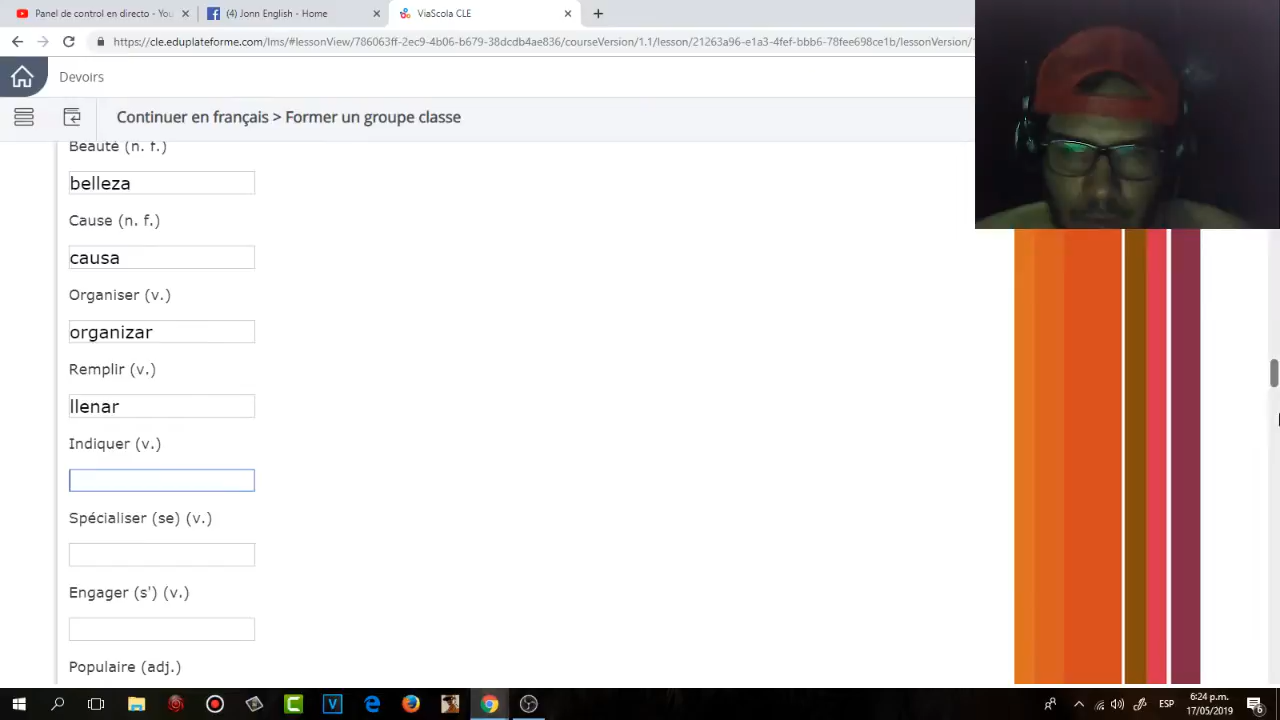 Panel de control en directo - You
(4) Jonn English - Home
ViaScola CLE
https://cle.eduplateforme.com/lms/#lessonView/786063ff-2ec9-4b06-b679-38dcdb4ae836/courseVersion/1.1/lesson/21263a96-e1a3-4fef-bbb6-78fee698ce1b/lessonVersion/
Devoirs
Continuer en français > Former un groupe classe
Beauté (n. f.)
belleza
Cause (n. f.)
causa
Organiser (v.)
organizar
Remplir (v.)
llenar
Indiquer (v.)
Spécialiser (se) (v.)
Engager (s') (v.)
Populaire (adj.)
ESP
6:24 p.m.
17/05/2019
6